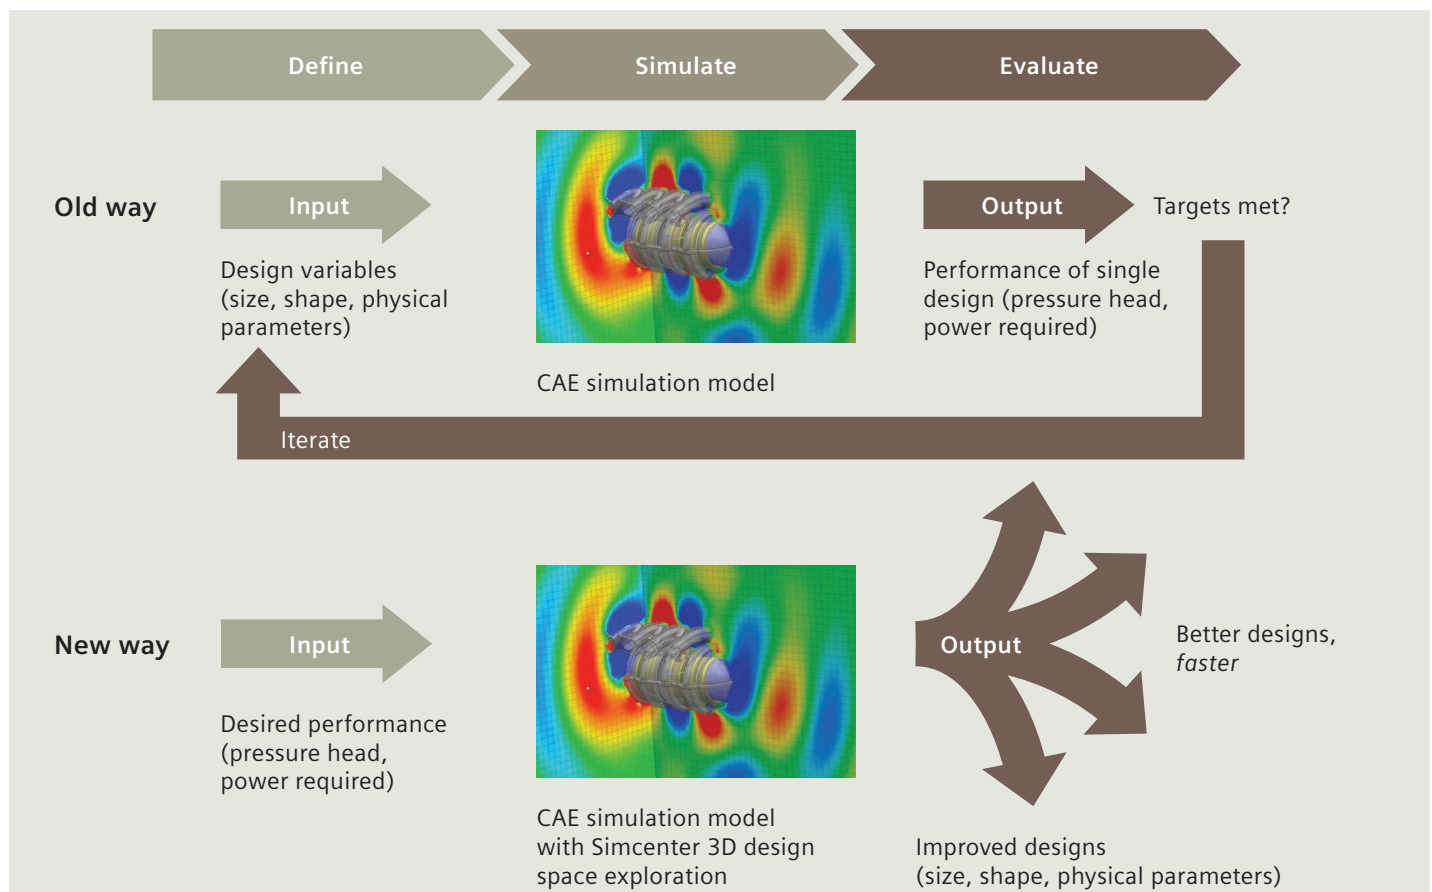 Define
Simulate
Evaluate
Old way
Input
Output
Targets met?
Design variables
(size, shape, physical
parameters)
Performance of single
design (pressure head,
power required)
CAE simulation model
Iterate
New way
Input
Output
Better designs,
faster
Desired performance
(pressure head,
power required)
CAE simulation model
with Simcenter 3D design
space exploration
Improved designs
(size, shape, physical parameters)